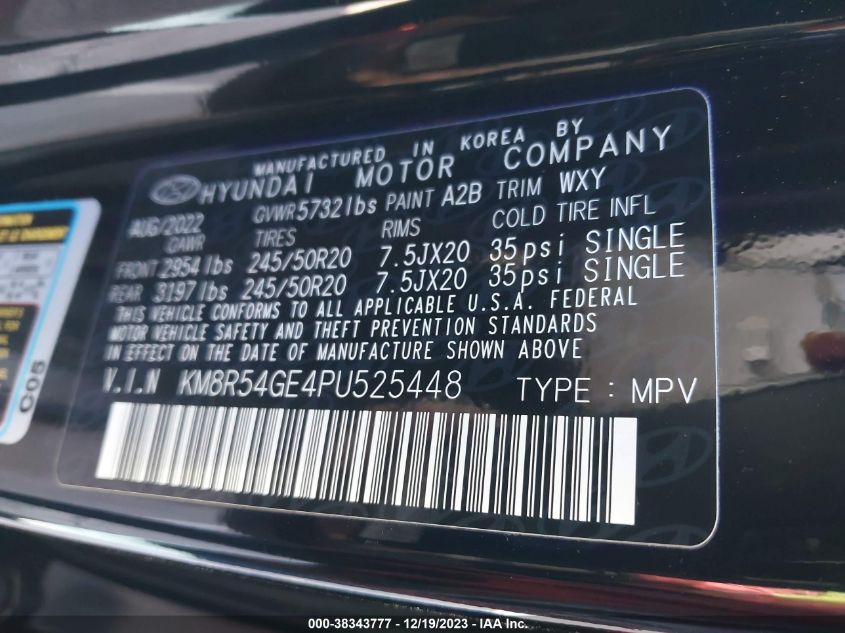 MANUFACTURED IN KOREA BY
HYUNDAI MOTOR COMPANY
AUG/2022 GVWR 5732 lbs PAINT A2B TRIM WXY
GAWR TIRES RIMS COLD TIRE INFL
FRONT 2954 lbs 245/50R20 7.5JX20 35psi SINGLE
REAR 3197 lbs 245/50R20 7.5JX20 35psi SINGLE
THIS VEHICLE CONFORMS TO ALL APPLICABLE U.S.A. FEDERAL
MOTOR VEHICLE SAFETY AND THEFT PREVENTION STANDARDS
IN EFFECT ON THE DATE OF MANUFACTURE SHOWN ABOVE
V.I.N KM8R54GE4PU525448 TYPE : MPV
C05
000-38343777 - 12/19/2023 - IAA Inc.